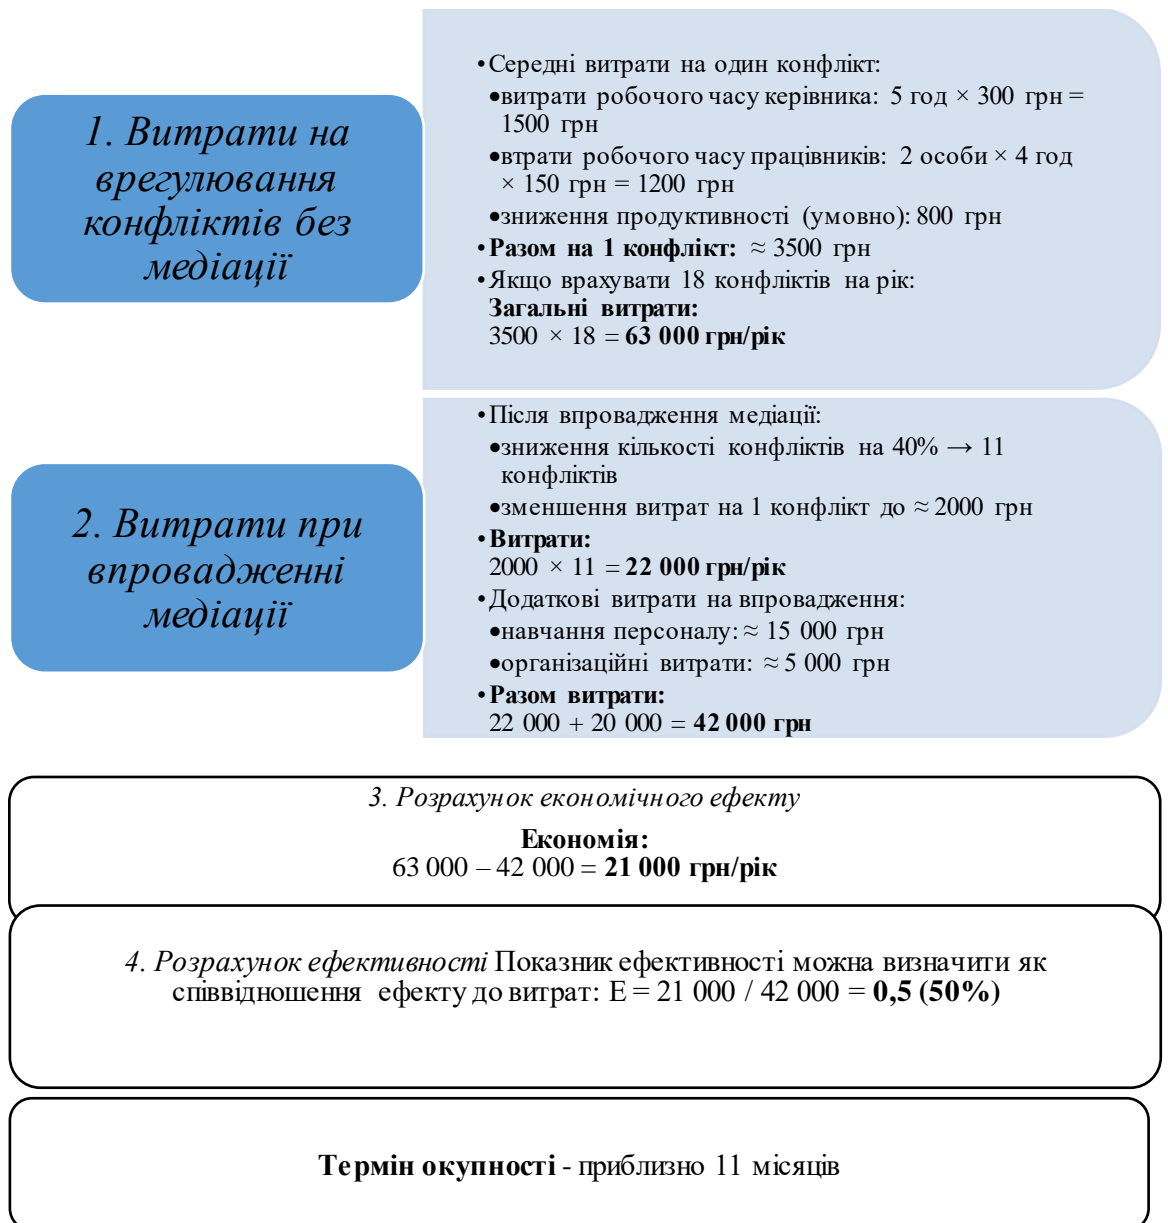 1. Витрати на
врегулювання
конфліктів без
медіації
•Середні витрати на один конфлікт:
•витрати робочого часу керівника: 5 год × 300 грн =
1500 грн
•втрати робочого часу працівників: 2 особи × 4 год
× 150 грн = 1200 грн
•зниження продуктивності (умовно): 800 грн
•Разом на 1 конфлікт: ≈ 3500 грн
•Якщо врахувати 18 конфліктів на рік:
Загальні витрати:
3500 × 18 = 63 000 грн/рік
2. Витрати при
впровадженні
медіації
•Після впровадження медіації:
•зниження кількості конфліктів на 40% → 11
конфліктів
•зменшення витрат на 1 конфлікт до ≈ 2000 грн
•Витрати:
2000 × 11 = 22 000 грн/рік
•Додаткові витрати на впровадження:
•навчання персоналу: ≈ 15 000 грн
•організаційні витрати: ≈ 5 000 грн
•Разом витрати:
22 000 + 20 000 = 42 000 грн
3. Розрахунок економічного ефекту
Економія:
63 000 – 42 000 = 21 000 грн/рік
4. Розрахунок ефективності Показник ефективності можна визначити як
співвідношення ефекту до витрат: E = 21 000 / 42 000 = 0,5 (50%)
Термін окупності - приблизно 11 місяців